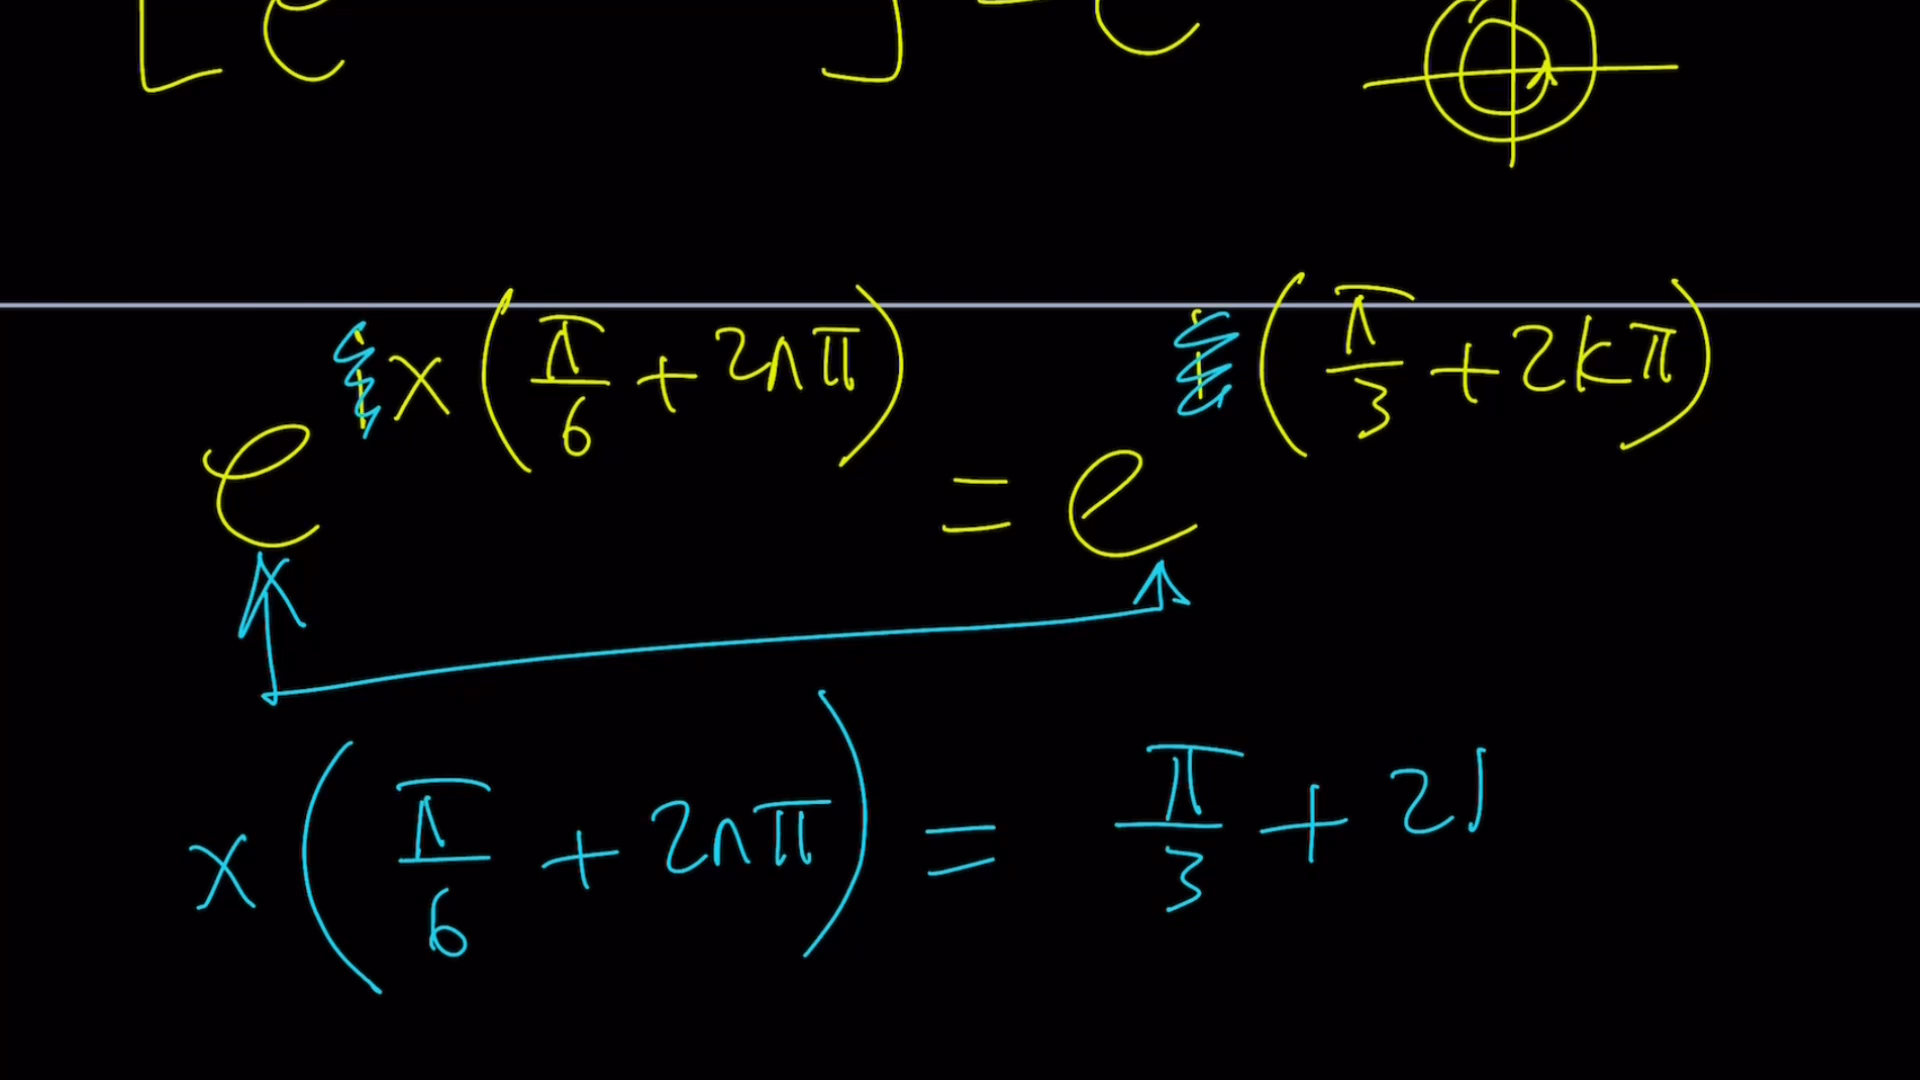 [ e ] = e
e^{ix(π/6 + 2nπ)} = e^{i(π/3 + 2kπ)}
x(π/6 + 2nπ) = π/3 + 2